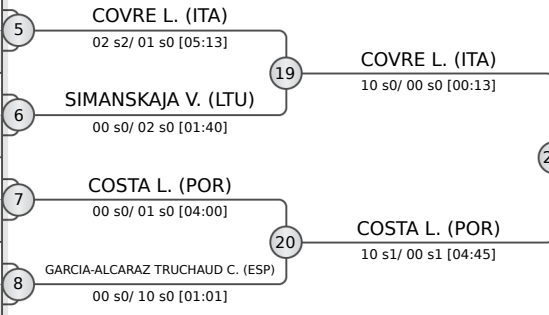 COVRE L. (ITA)
5
02 s2/ 01 s0 [05:13]
19
COVRE L. (ITA)
10 s0/ 00 s0 [00:13]
SIMANSKAJA V. (LTU)
6
00 s0/ 02 s0 [01:40]
COSTA L. (POR)
7
00 s0/ 01 s0 [04:00]
20
COSTA L. (POR)
10 s1/ 00 s1 [04:45]
GARCIA-ALCARAZ TRUCHAUD C. (ESP)
8
00 s0/ 10 s0 [01:01]